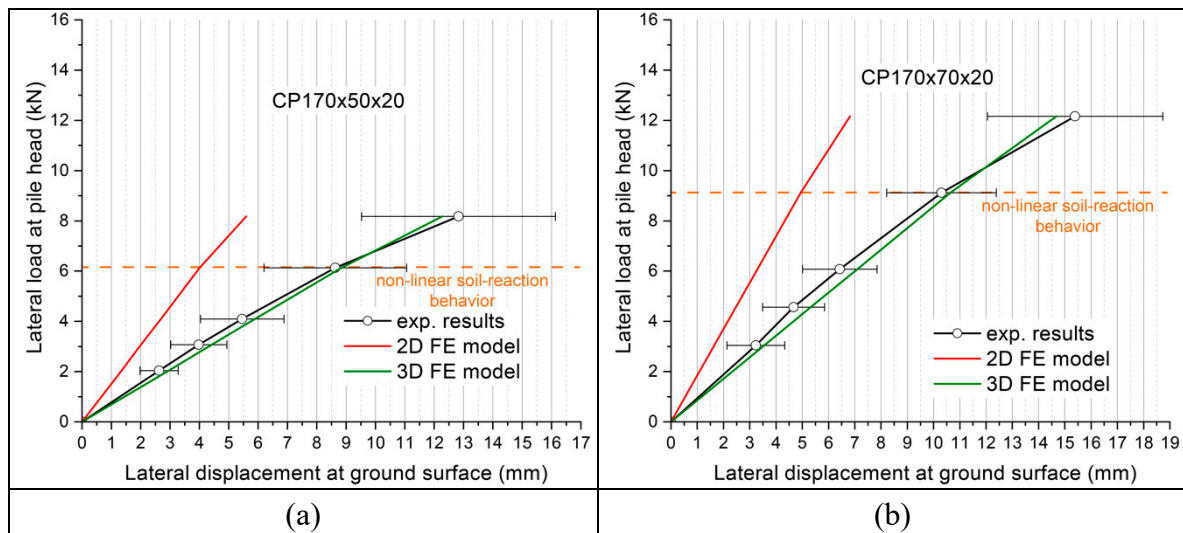 16
14
12
10
8
6
4
2
0
Lateral load at pile head (kN)
CP170x50x20
non-linear soil-reaction
behavior
exp. results
2D FE model
3D FE model
0 1 2 3 4 5 6 7 8 9 10 11 12 13 14 15 16 17
Lateral displacement at ground surface (mm)
(a)
16
14
12
10
8
6
4
2
0
Lateral load at pile head (kN)
CP170x70x20
non-linear soil-reaction
behavior
exp. results
2D FE model
3D FE model
0 1 2 3 4 5 6 7 8 9 10 11 12 13 14 15 16 17 18 19
Lateral displacement at ground surface (mm)
(b)